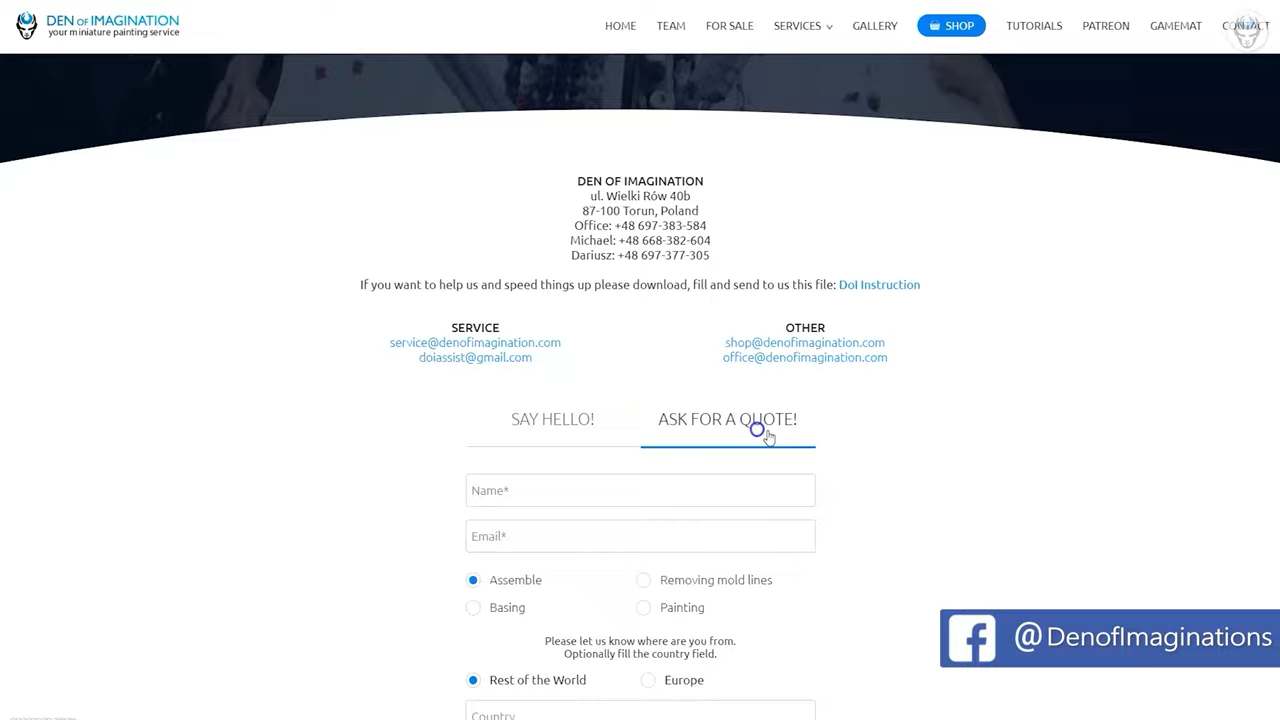 DEN OF IMAGINATION
your miniature painting service
HOME
TEAM
FOR SALE
SERVICES
GALLERY
SHOP
TUTORIALS
PATREON
GAMEMAT
CONTACT
DEN OF IMAGINATION
ul. Wielki Rów 40b
87-100 Torun, Poland
Office: +48 697-383-584
Michael: +48 668-382-604
Dariusz: +48 697-377-305
If you want to help us and speed things up please download, fill and send to us this file: DoI Instruction
SERVICE
service@denofimagination.com
doiassist@gmail.com
OTHER
shop@denofimagination.com
office@denofimagination.com
SAY HELLO!
ASK FOR A QUOTE!
Name*
Email*
Assemble
Removing mold lines
Basing
Painting
Please let us know where are you from.
Optionally fill the country field.
Rest of the World
Europe
Country
@DenofImaginations